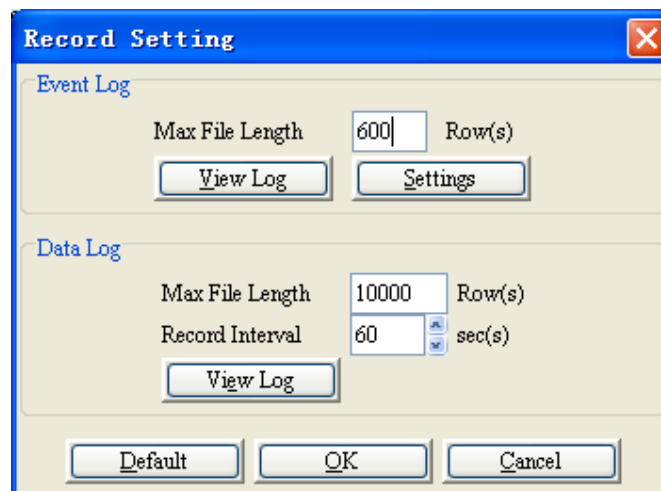 Record Setting
Event Log
Max File Length 600 Row(s)
View Log Settings
Data Log
Max File Length 10000 Row(s)
Record Interval 60 sec(s)
View Log
Default OK Cancel